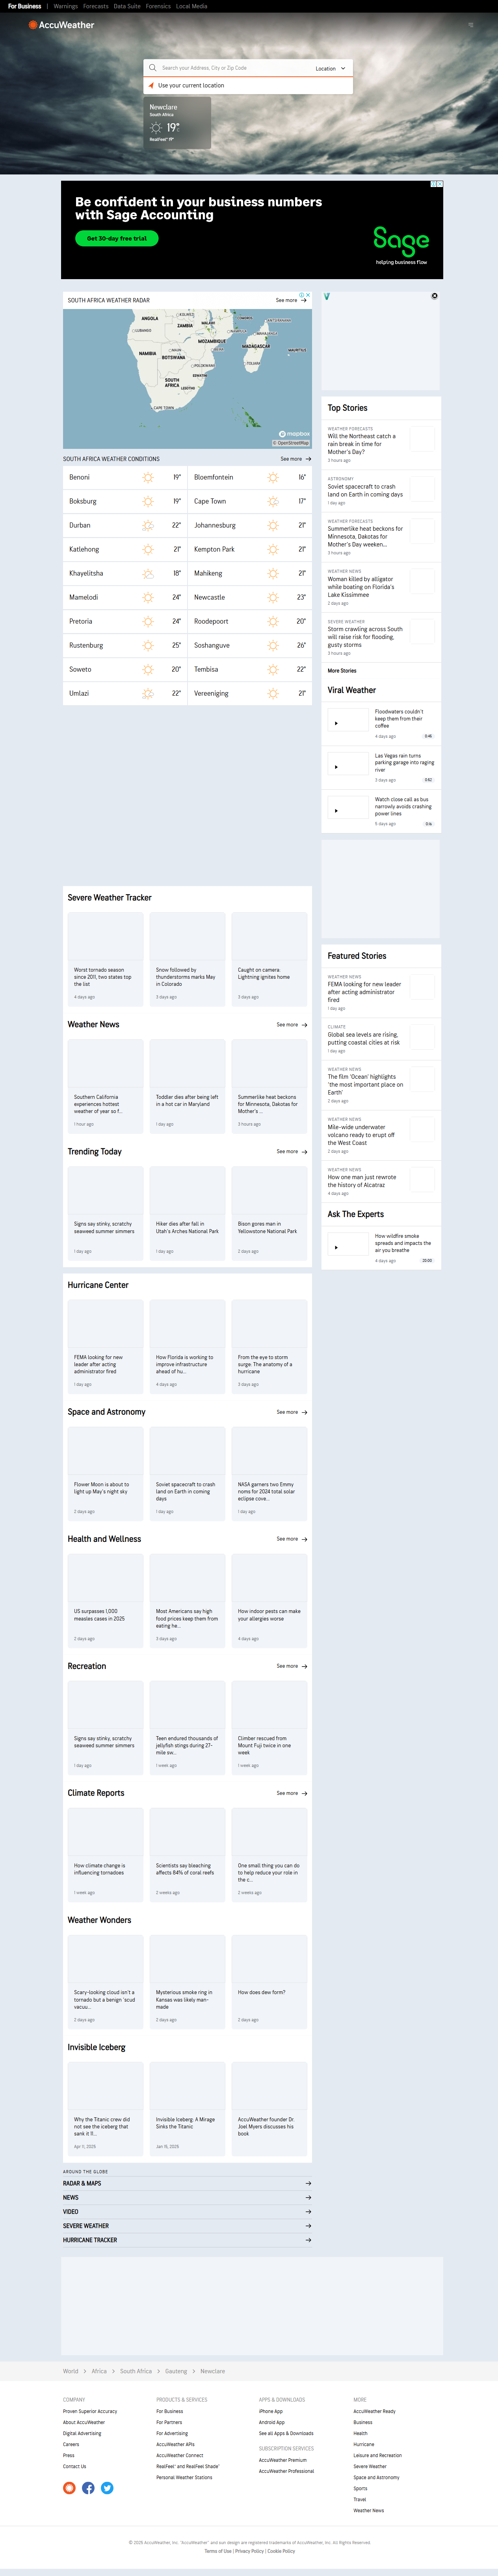 For Business | Warnings Forecasts Data Suite Forensics Local Media
AccuWeather
Search your Address, City or Zip Code
Location
Use your current location
Newclare
South Africa
19°
RealFeel® 19°
Be confident in your business numbers
with Sage Accounting
Get 30-day free trial
Sage
helping business flow
SOUTH AFRICA WEATHER RADAR
See more
ANGOLA
ZAMBIA
MALAWI
MOZAMBIQUE
MADAGASCAR
MAURITIUS
NAMIBIA
BOTSWANA
ESWATINI
SOUTH
AFRICA
LESOTHO
CAPE TOWN
mapbox
© OpenStreetMap
SOUTH AFRICA WEATHER CONDITIONS
See more
Benoni 19°
Bloemfontein 16°
Boksburg 19°
Cape Town 17°
Durban 22°
Johannesburg 21°
Katlehong 21°
Kempton Park 21°
Khayelitsha 18°
Mahikeng 21°
Mamelodi 24°
Newcastle 23°
Pretoria 24°
Roodepoort 20°
Rustenburg 25°
Soshanguve 26°
Soweto 20°
Tembisa 22°
Umlazi 22°
Vereeniging 21°
Top Stories
WEATHER FORECASTS
Will the Northeast catch a
rain break in time for
Mother's Day?
3 hours ago
ASTRONOMY
Soviet spacecraft to crash
land on Earth in coming days
1 day ago
WEATHER FORECASTS
Summerlike heat beckons for
Minnesota, Dakotas for
Mother's Day weeken...
3 hours ago
WEATHER NEWS
Woman killed by alligator
while boating on Florida's
Lake Kissimmee
2 days ago
SEVERE WEATHER
Storm crawling across South
will raise risk for flooding,
gusty storms
3 hours ago
More Stories
Viral Weather
Floodwaters couldn't
keep them from their
coffee
4 days ago
0:46
Las Vegas rain turns
parking garage into raging
river
3 days ago
0:52
Watch close call as bus
narrowly avoids crashing
power lines
5 days ago
0:14
Severe Weather Tracker
Worst tornado season
since 2011, two states top
the list
4 days ago
Snow followed by
thunderstorms marks May
in Colorado
3 days ago
Caught on camera:
Lightning ignites home
3 days ago
Weather News
See more
Southern California
experiences hottest
weather of year so f...
1 hour ago
Toddler dies after being left
in a hot car in Maryland
1 day ago
Summerlike heat beckons
for Minnesota, Dakotas for
Mother's ...
3 hours ago
Trending Today
See more
Signs say stinky, scratchy
seaweed summer simmers
1 day ago
Hiker dies after fall in
Utah's Arches National Park
1 day ago
Bison gores man in
Yellowstone National Park
2 days ago
Featured Stories
WEATHER NEWS
FEMA looking for new leader
after acting administrator
fired
1 day ago
CLIMATE
Global sea levels are rising,
putting coastal cities at risk
1 day ago
WEATHER NEWS
The film 'Ocean' highlights
'the most important place on
Earth'
2 days ago
WEATHER NEWS
Mile-wide underwater
volcano ready to erupt off
the West Coast
2 days ago
WEATHER NEWS
How one man just rewrote
the history of Alcatraz
4 days ago
Ask The Experts
How wildfire smoke
spreads and impacts the
air you breathe
4 days ago
20:00
Hurricane Center
FEMA looking for new
leader after acting
administrator fired
1 day ago
How Florida is working to
improve infrastructure
ahead of hu...
4 days ago
From the eye to storm
surge: The anatomy of a
hurricane
3 days ago
Space and Astronomy
See more
Flower Moon is about to
light up May's night sky
2 days ago
Soviet spacecraft to crash
land on Earth in coming
days
1 day ago
NASA garners two Emmy
noms for 2024 total solar
eclipse cove...
1 day ago
Health and Wellness
See more
US surpasses 1,000
measles cases in 2025
2 days ago
Most Americans say high
food prices keep them from
eating he...
3 days ago
How indoor pests can make
your allergies worse
4 days ago
Recreation
See more
Signs say stinky, scratchy
seaweed summer simmers
1 day ago
Teen endured thousands of
jellyfish stings during 27-
mile sw...
1 week ago
Climber rescued from
Mount Fuji twice in one
week
1 week ago
Climate Reports
See more
How climate change is
influencing tornadoes
1 week ago
Scientists say bleaching
affects 84% of coral reefs
2 weeks ago
One small thing you can do
to help reduce your role in
the c...
2 weeks ago
Weather Wonders
Scary-looking cloud isn't a
tornado but a benign 'scud
vacuu...
2 days ago
Mysterious smoke ring in
Kansas was likely man-
made
2 days ago
How does dew form?
2 days ago
Invisible Iceberg
Why the Titanic crew did
not see the iceberg that
sank it 11...
Apr 11, 2025
Invisible Iceberg: A Mirage
Sinks the Titanic
Jan 15, 2025
AccuWeather founder Dr.
Joel Myers discusses his
book
AROUND THE GLOBE
RADAR & MAPS
NEWS
VIDEO
SEVERE WEATHER
HURRICANE TRACKER
World > Africa > South Africa > Gauteng > Newclare
COMPANY
Proven Superior Accuracy
About AccuWeather
Digital Advertising
Careers
Press
Contact Us
PRODUCTS & SERVICES
For Business
For Partners
For Advertising
AccuWeather APIs
AccuWeather Connect
RealFeel® and RealFeel Shade™
Personal Weather Stations
APPS & DOWNLOADS
iPhone App
Android App
See all Apps & Downloads
SUBSCRIPTION SERVICES
AccuWeather Premium
AccuWeather Professional
MORE
AccuWeather Ready
Business
Health
Hurricane
Leisure and Recreation
Severe Weather
Space and Astronomy
Sports
Travel
Weather News
© 2025 AccuWeather, Inc. "AccuWeather" and sun design are registered trademarks of AccuWeather, Inc. All Rights Reserved.
Terms of Use | Privacy Policy | Cookie Policy